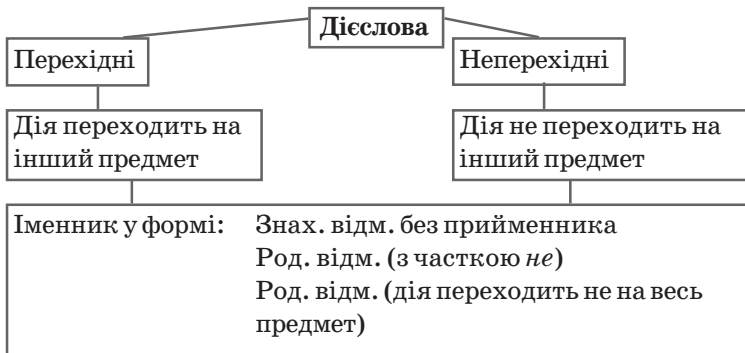 Дієслова
Перехідні
Неперехідні
Дія переходить на
інший предмет
Дія не переходить на
інший предмет
Іменник у формі: Знах. відм. без прийменника
Род. відм. (з часткою не)
Род. відм. (дія переходить не на весь
предмет)